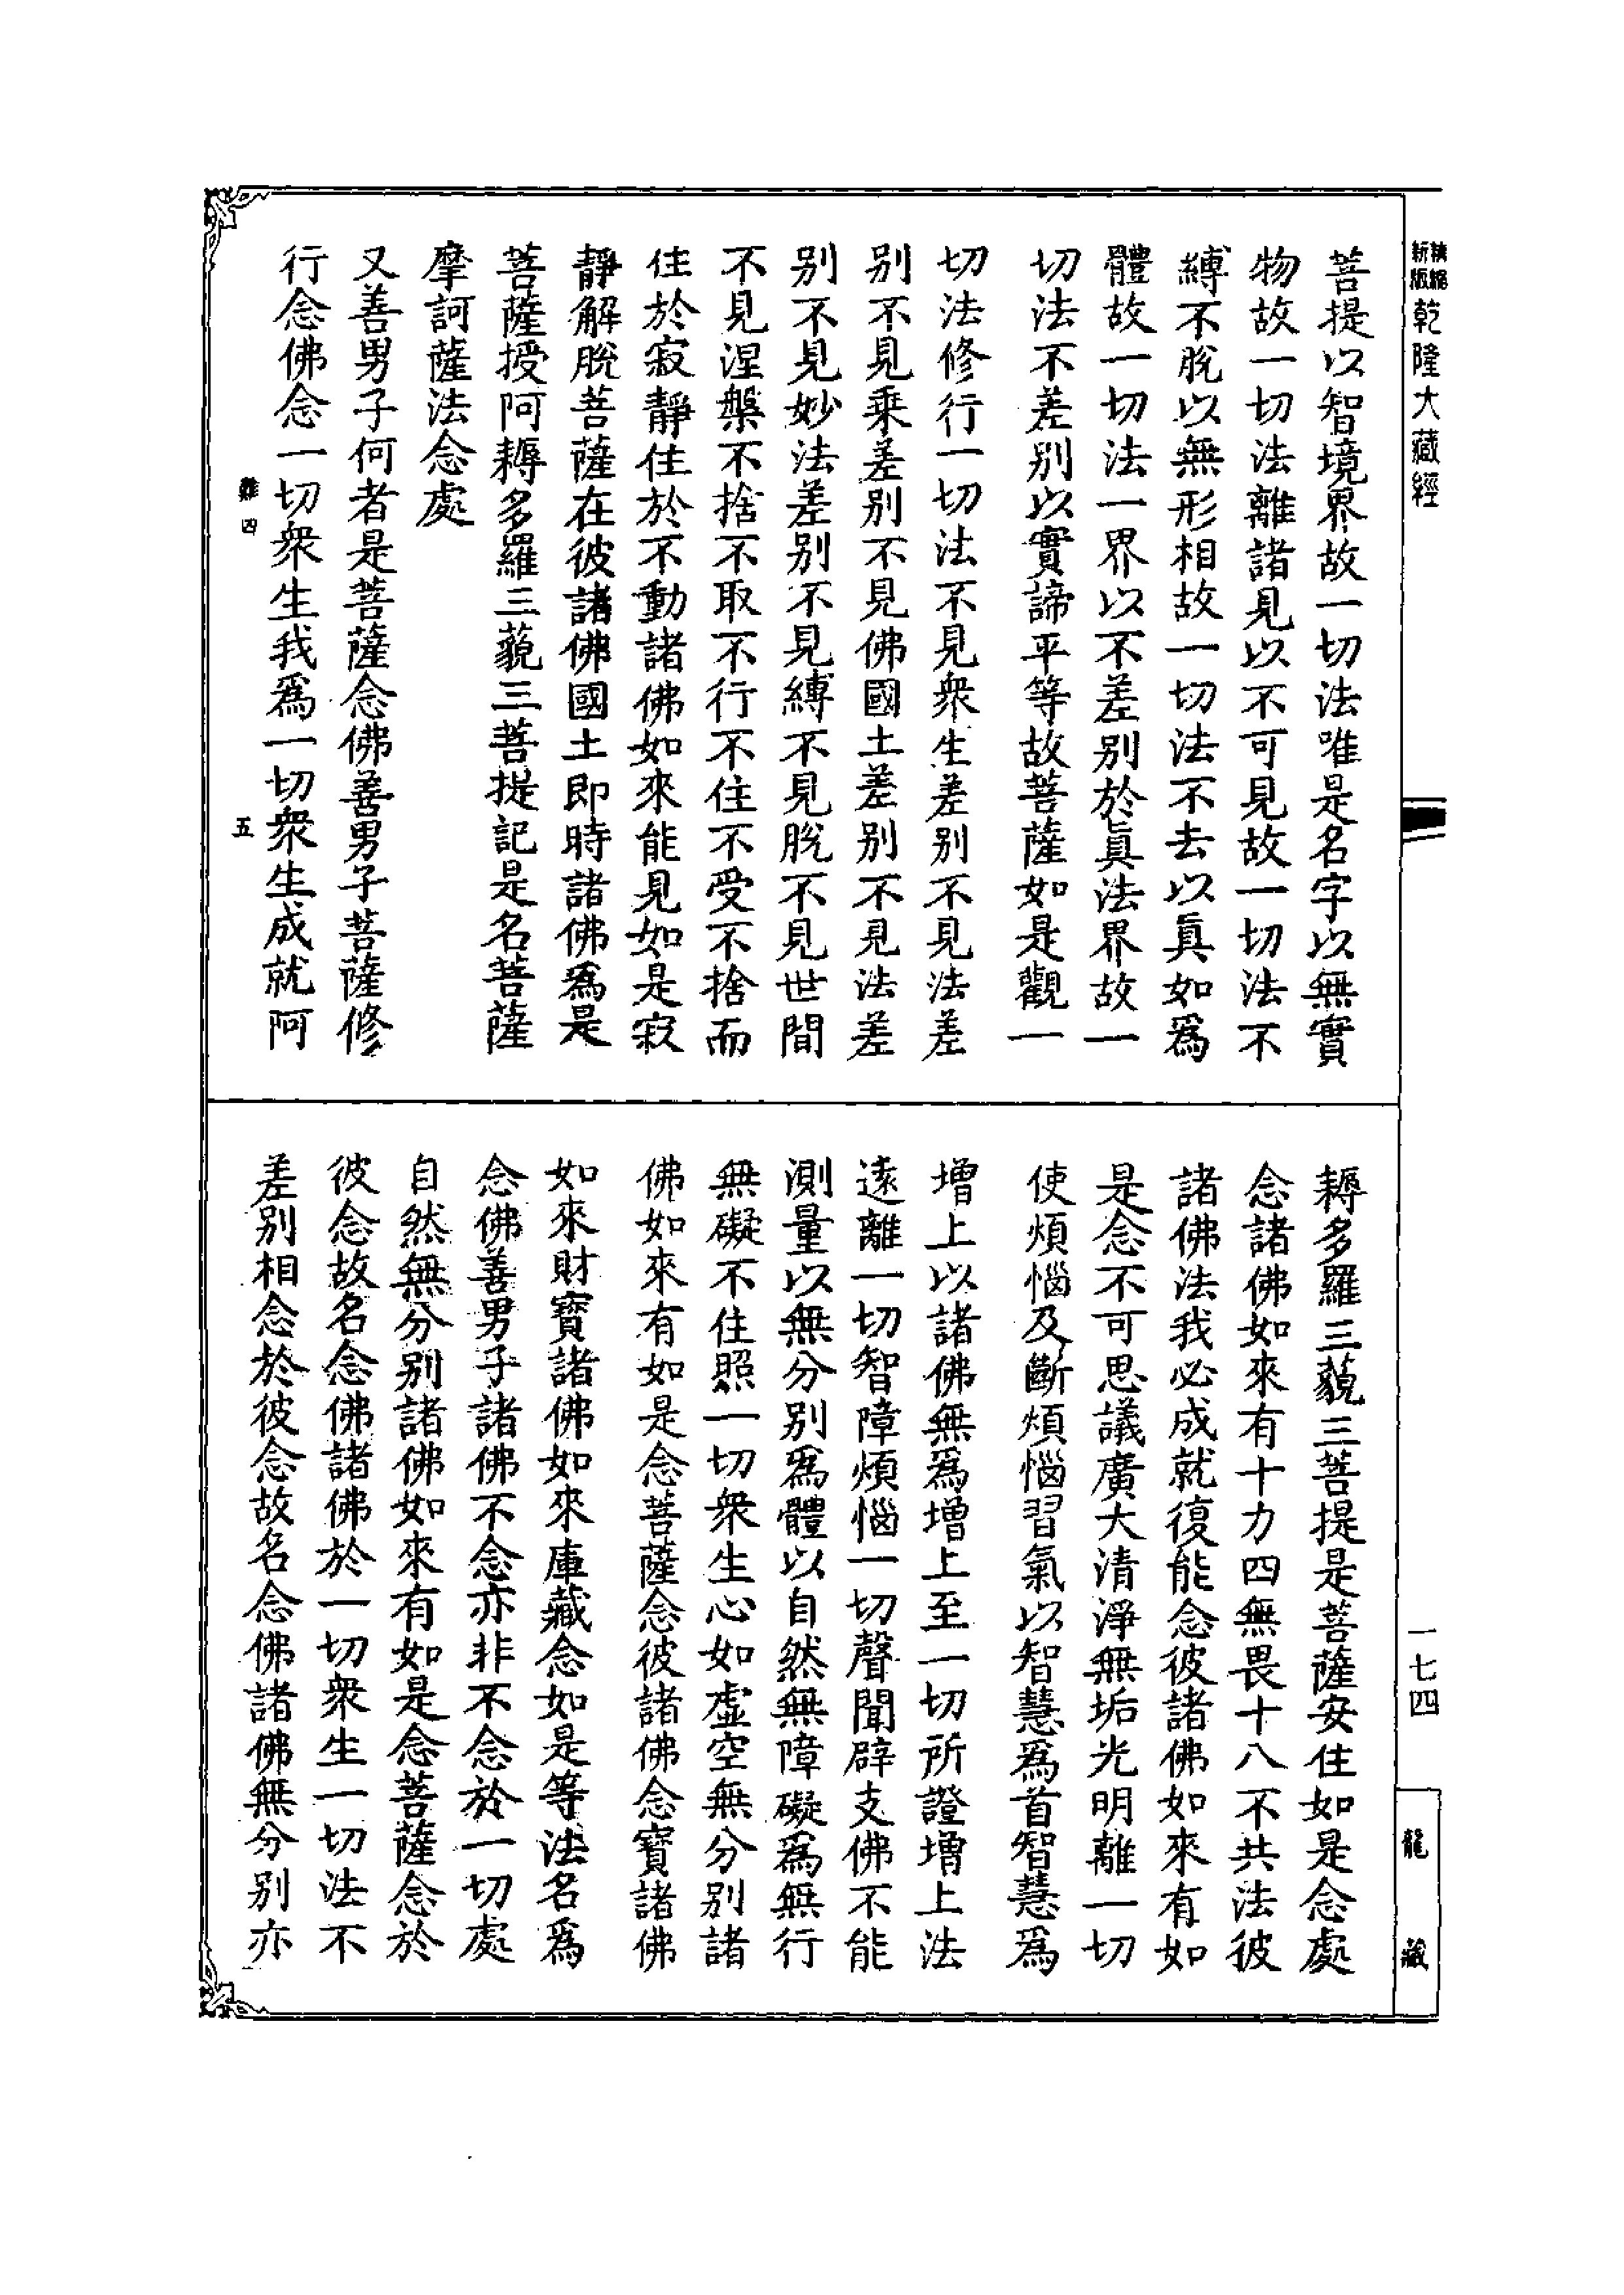 精縮
新版
乾隆大藏經
一七四
龍藏
菩提以智境界故一切法唯是名字以無實
物故一切法離諸見以不可見故一切法不
縛不脫以無形相故一切法不去以真如爲
體故一切法一界以不差別於真法界故一
切法不差別以實諦平等故菩薩如是觀一
切法修行一切法不見衆生差別不見法差
別不見乘差別不見佛國土差別不見法差
別不見妙法差別不見縛不見脫不見世間
不見涅槃不捨不取不行不住不受不捨而
住於寂靜住於不動諸佛如來能見如是寂
靜解脫菩薩在彼諸佛國土即時諸佛爲是
菩薩授阿耨多羅三藐三菩提記是名菩薩
摩訶薩法念處
又善男子何者是菩薩念佛善男子菩薩修
行念佛念一切衆生我爲一切衆生成就阿
難四 五
耨多羅三藐三菩提是菩薩安住如是念處
念諸佛如來有十力四無畏十八不共法彼
諸佛法我必成就復能念彼諸佛如來有如
是念不可思議廣大清淨無垢光明離一切
使煩惱及斷煩惱習氣以智慧爲首智慧爲
增上以諸佛無爲增上至一切所證增上法
遠離一切智障煩惱一切聲聞辟支佛不能
測量以無分別爲體以自然無障礙爲無行
無礙不住照一切衆生心如虛空無分別諸
佛如來有如是念菩薩念彼諸佛念寶諸佛
如來財寶諸佛如來庫藏念如是等法名爲
念佛善男子諸佛不念亦非不念於一切處
自然無分別諸佛如來有如是念菩薩念於
彼念故名念佛諸佛於一切衆生一切法不
差別相念於彼念故名念佛諸佛無分別亦